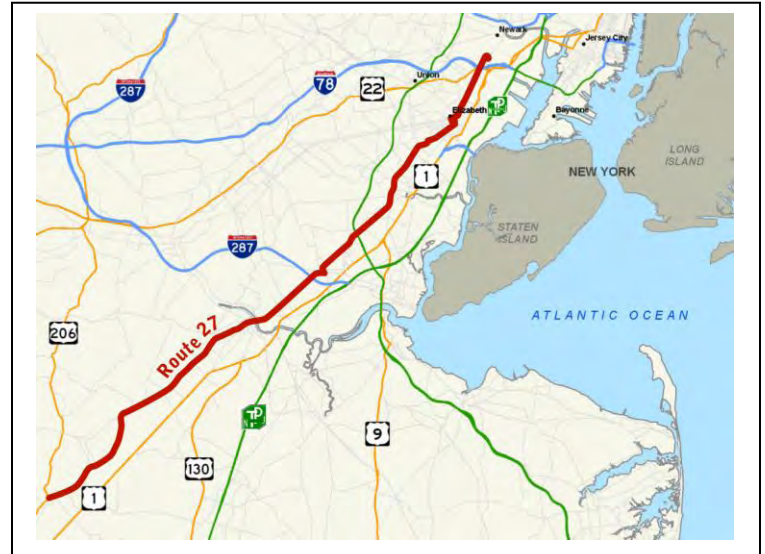 Newark
Jersey City
287
78
Union
22
Elizabeth
Bayonne
LONG
ISLAND
1
NEW YORK
STATEN
ISLAND
287
ATLANTIC OCEAN
206
Route 27
9
130
1